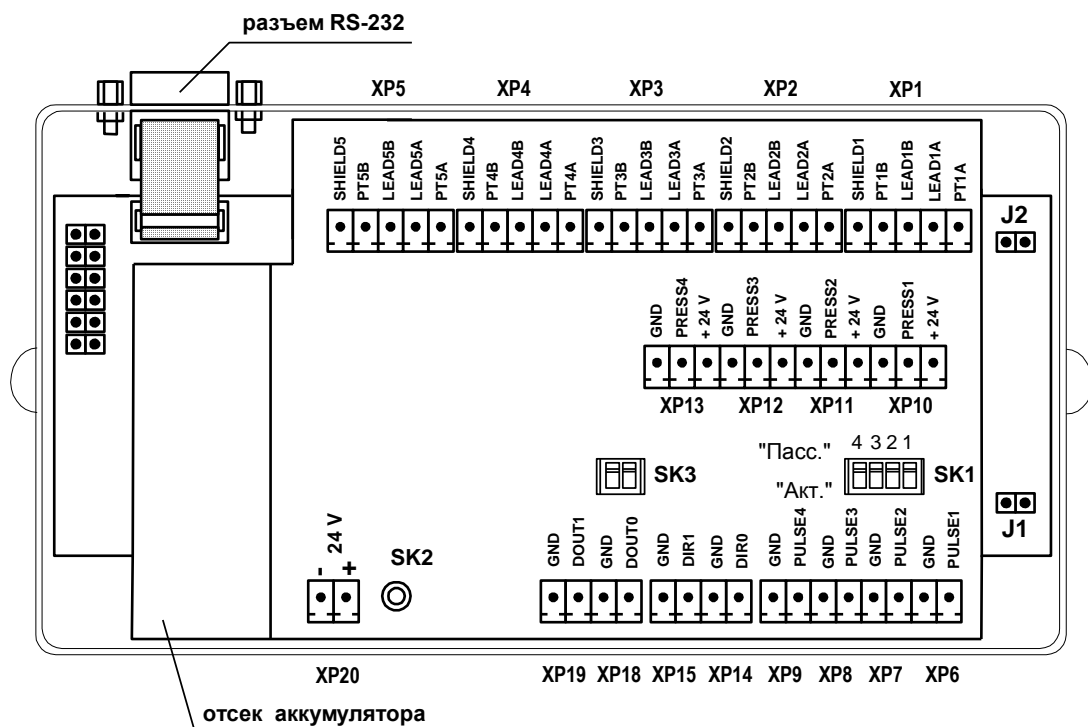 разъем RS-232
XP5 XP4 XP3 XP2 XP1
SHIELD5 PT5B LEAD5B LEAD5A PT5A SHIELD4 PT4B LEAD4B LEAD4A PT4A SHIELD3 PT3B LEAD3B LEAD3A PT3A SHIELD2 PT2B LEAD2B LEAD2A PT2A SHIELD1 PT1B LEAD1B LEAD1A PT1A
J2
GND PRESS4 + 24 V GND PRESS3 + 24 V GND PRESS2 + 24 V GND PRESS1 + 24 V
XP13 XP12 XP11 XP10
"Пасс." 4 3 2 1
SK3 SK1
"Акт."
J1
24 V
- +
SK2
GND DOUT1 GND DOUT0 GND DIR1 GND DIR0 GND PULSE4 GND PULSE3 GND PULSE2 GND PULSE1
XP20 XP19 XP18 XP15 XP14 XP9 XP8 XP7 XP6
отсек аккумулятора